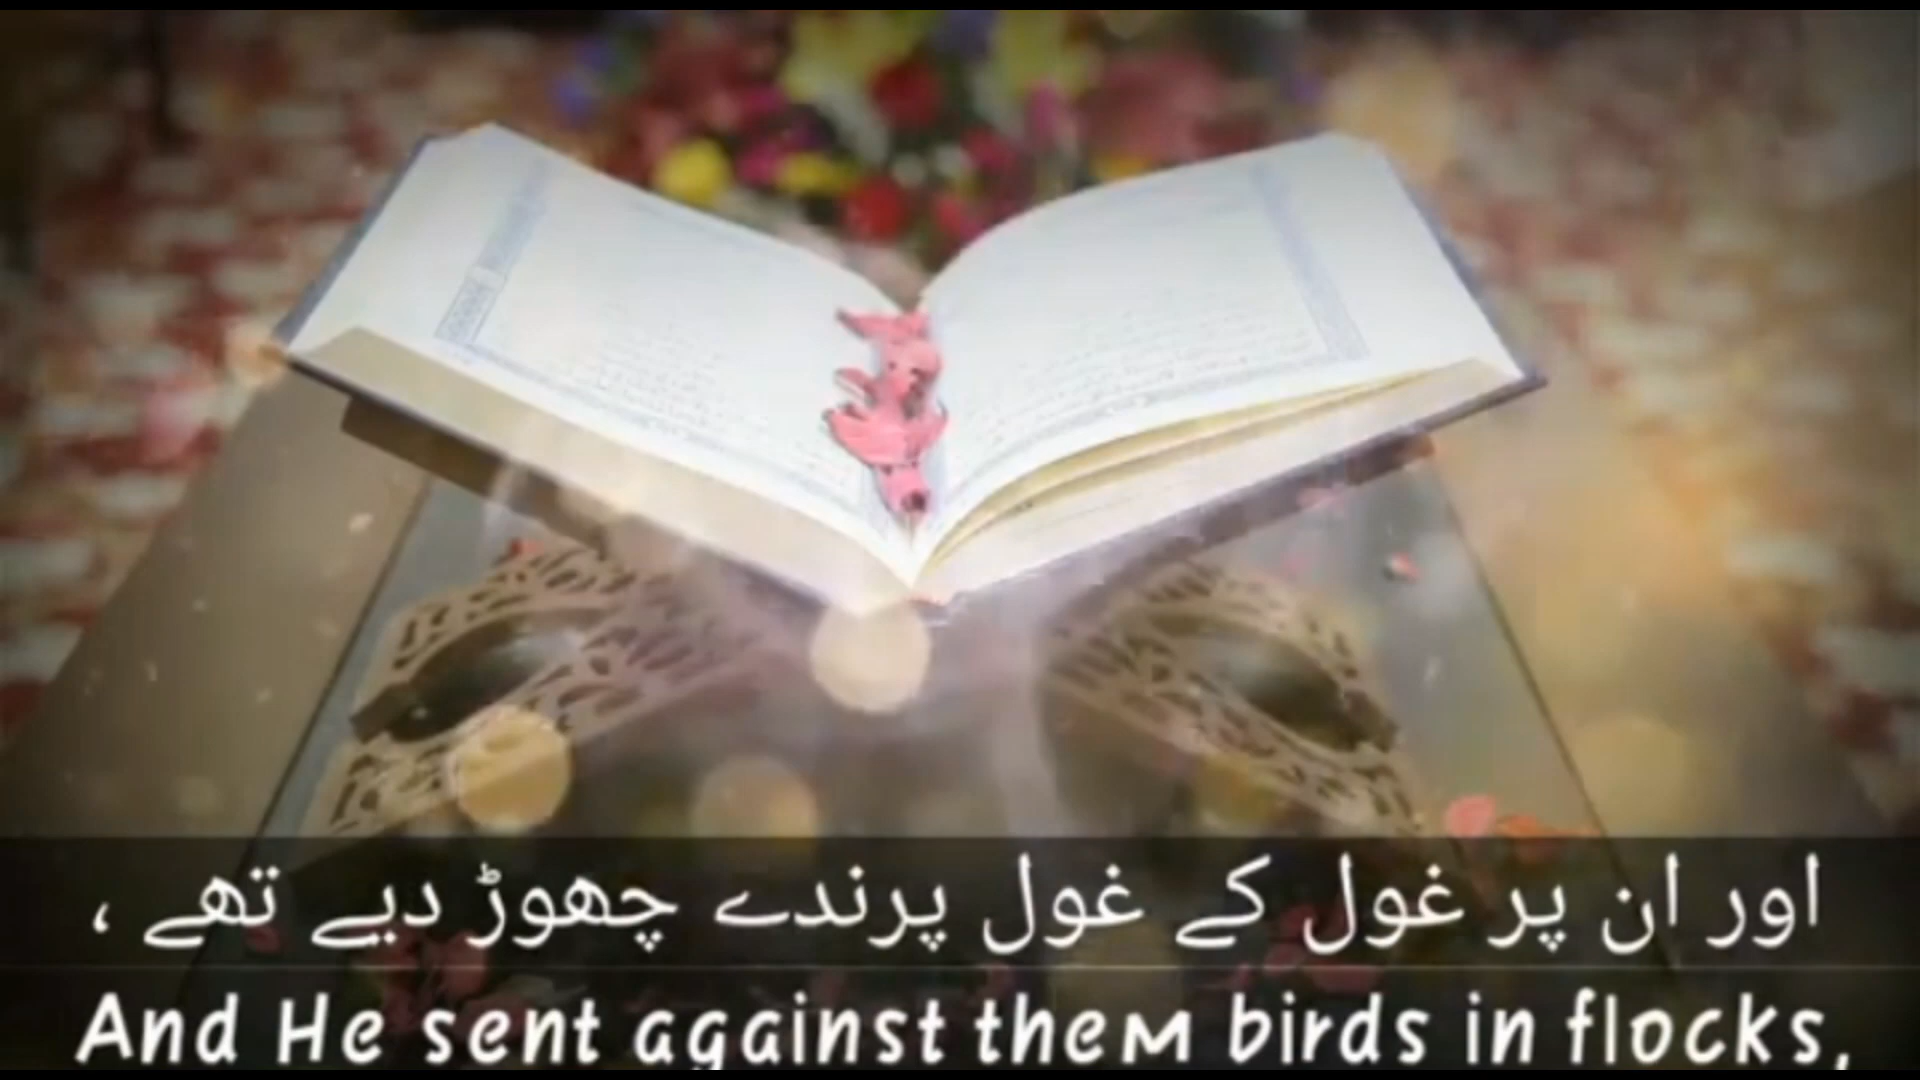 اور ان پر غول کے غول پرندے چھوڑ دیے تھے ،
And He sent against them birds in flocks,